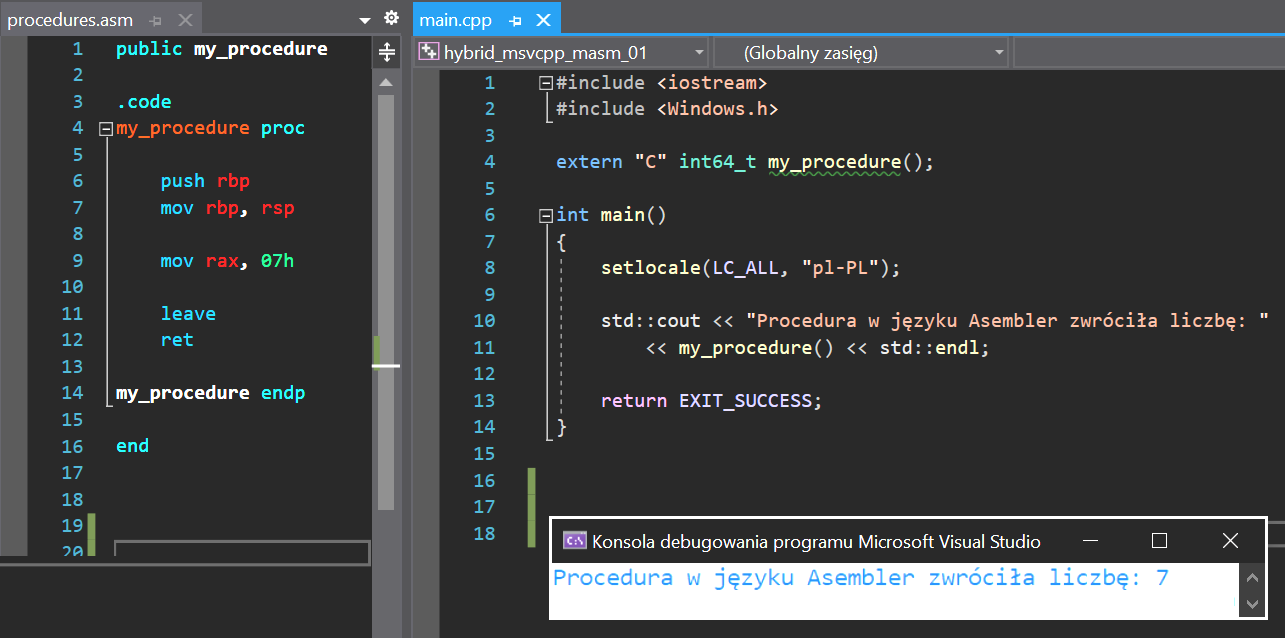 procedures.asm
1 public my_procedure
2
3 .code
4 my_procedure proc
5
6 push rbp
7 mov rbp, rsp
8
9 mov rax, 07h
10
11 leave
12 ret
13
14 my_procedure endp
15
16 end
17
18
19
20
main.cpp
hybrid_msvcpp_masm_01 (Globalny zasięg)
1 #include <iostream>
2 #include <Windows.h>
3
4 extern "C" int64_t my_procedure();
5
6 int main()
7 {
8 setlocale(LC_ALL, "pl-PL");
9
10 std::cout << "Procedura w języku Asembler zwróciła liczbę: "
11 << my_procedure() << std::endl;
12
13 return EXIT_SUCCESS;
14 }
15
16
17
18
C:\ Konsola debugowania programu Microsoft Visual Studio
Procedura w języku Asembler zwróciła liczbę: 7